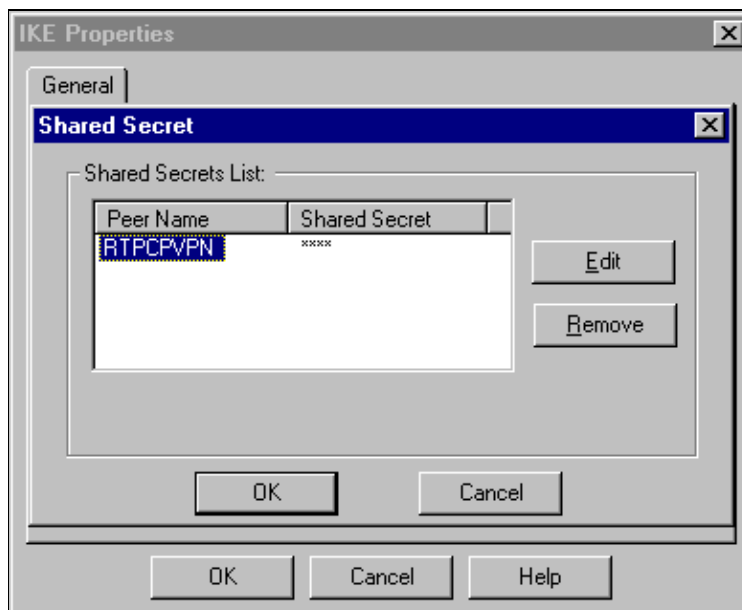 IKE Properties
General
Shared Secret
Shared Secrets List:
Peer Name Shared Secret
RTPCPVPN ****
Edit
Remove
OK Cancel
OK Cancel Help